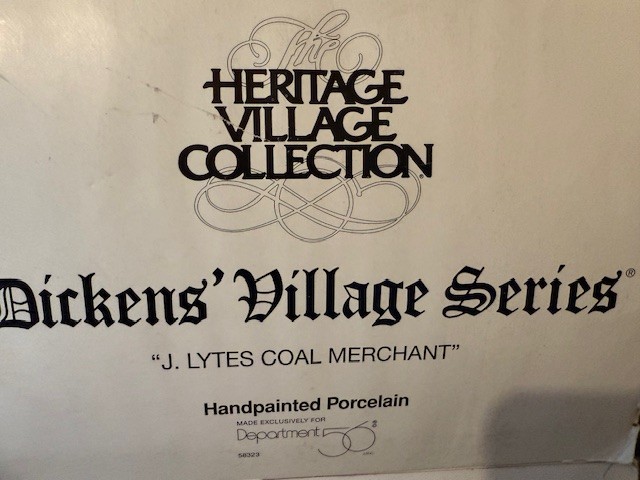 The
HERITAGE
VILLAGE
COLLECTION®
Dickens' Village Series®
"J. LYTES COAL MERCHANT"
Handpainted Porcelain
MADE EXCLUSIVELY FOR
Department 56®
58323